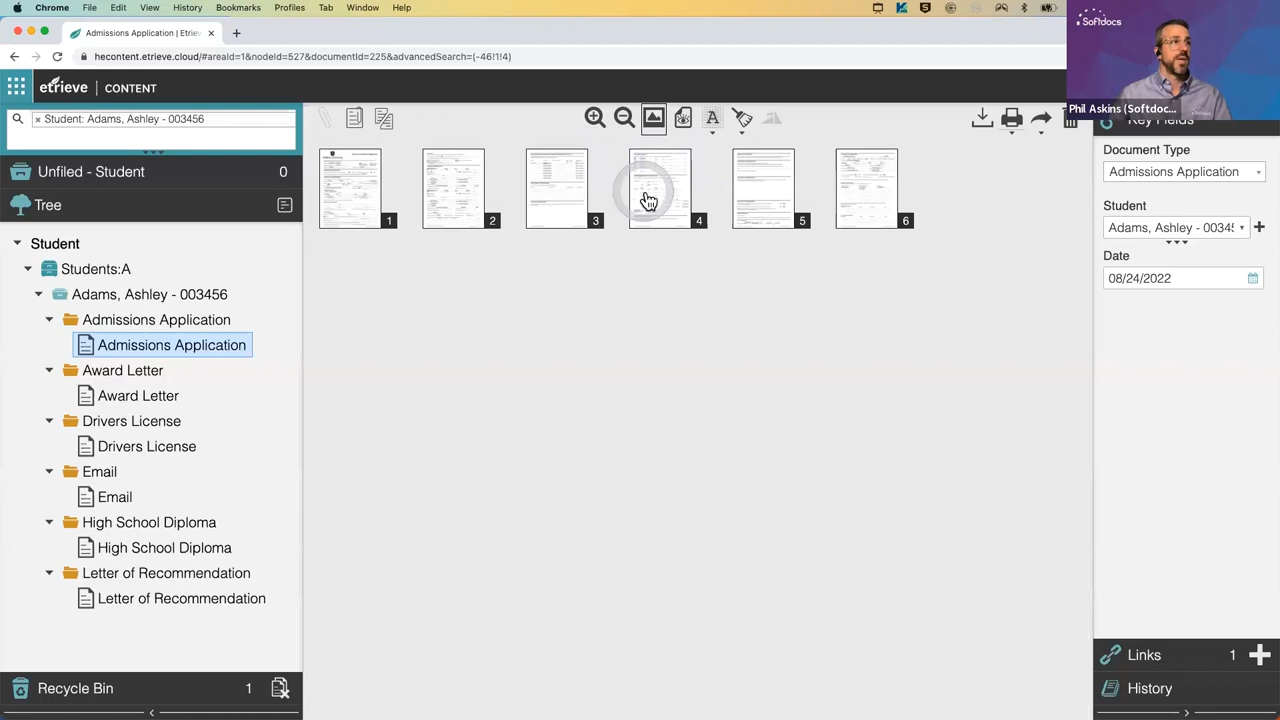 Chrome File Edit View History Bookmarks Profiles Tab Window Help
Admissions Application | Etriev
hecontent.etrieve.cloud/#areaId=1&nodeId=527&documentId=225&advancedSearch=(-46!1!4)
etrieve | CONTENT
Softdocs
Phil Askins (Softdoc...
Student: Adams, Ashley - 003456
Unfiled - Student 0
Tree
Student
Students:A
Adams, Ashley - 003456
Admissions Application
Admissions Application
Award Letter
Award Letter
Drivers License
Drivers License
Email
Email
High School Diploma
High School Diploma
Letter of Recommendation
Letter of Recommendation
Recycle Bin 1
A
1 2 3 4 5 6
Key Fields
Document Type
Admissions Application
Student
Adams, Ashley - 0034
Date
08/24/2022
Links 1
History